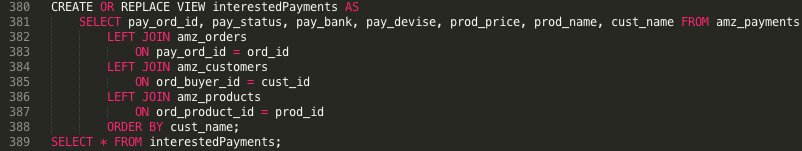 380 CREATE OR REPLACE VIEW interestedPayments AS
381 SELECT pay_ord_id, pay_status, pay_bank, pay_devise, prod_price, prod_name, cust_name FROM amz_payments
382 LEFT JOIN amz_orders
383 ON pay_ord_id = ord_id
384 LEFT JOIN amz_customers
385 ON ord_buyer_id = cust_id
386 LEFT JOIN amz_products
387 ON ord_product_id = prod_id
388 ORDER BY cust_name;
389 SELECT * FROM interestedPayments;